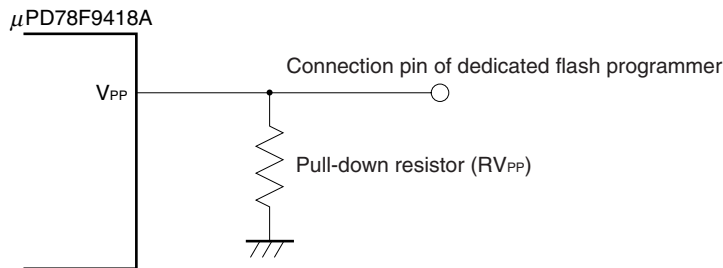 μPD78F9418A
Connection pin of dedicated flash programmer
VPP
Pull-down resistor (RVPP)